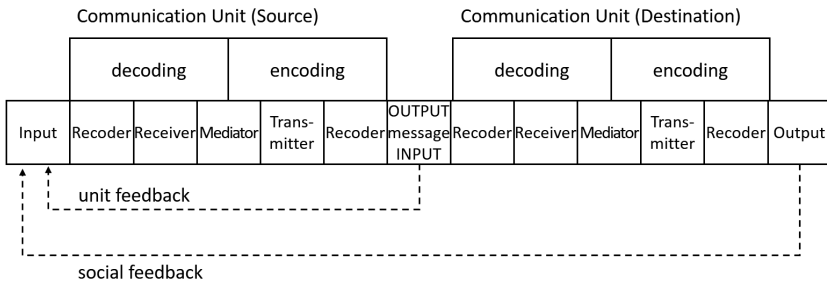 Communication Unit (Source)
Communication Unit (Destination)
decoding
encoding
decoding
encoding
Input
Recoder
Receiver
Mediator
Trans-
mitter
Recoder
OUTPUT
message
INPUT
Recoder
Receiver
Mediator
Trans-
mitter
Recoder
Output
unit feedback
social feedback